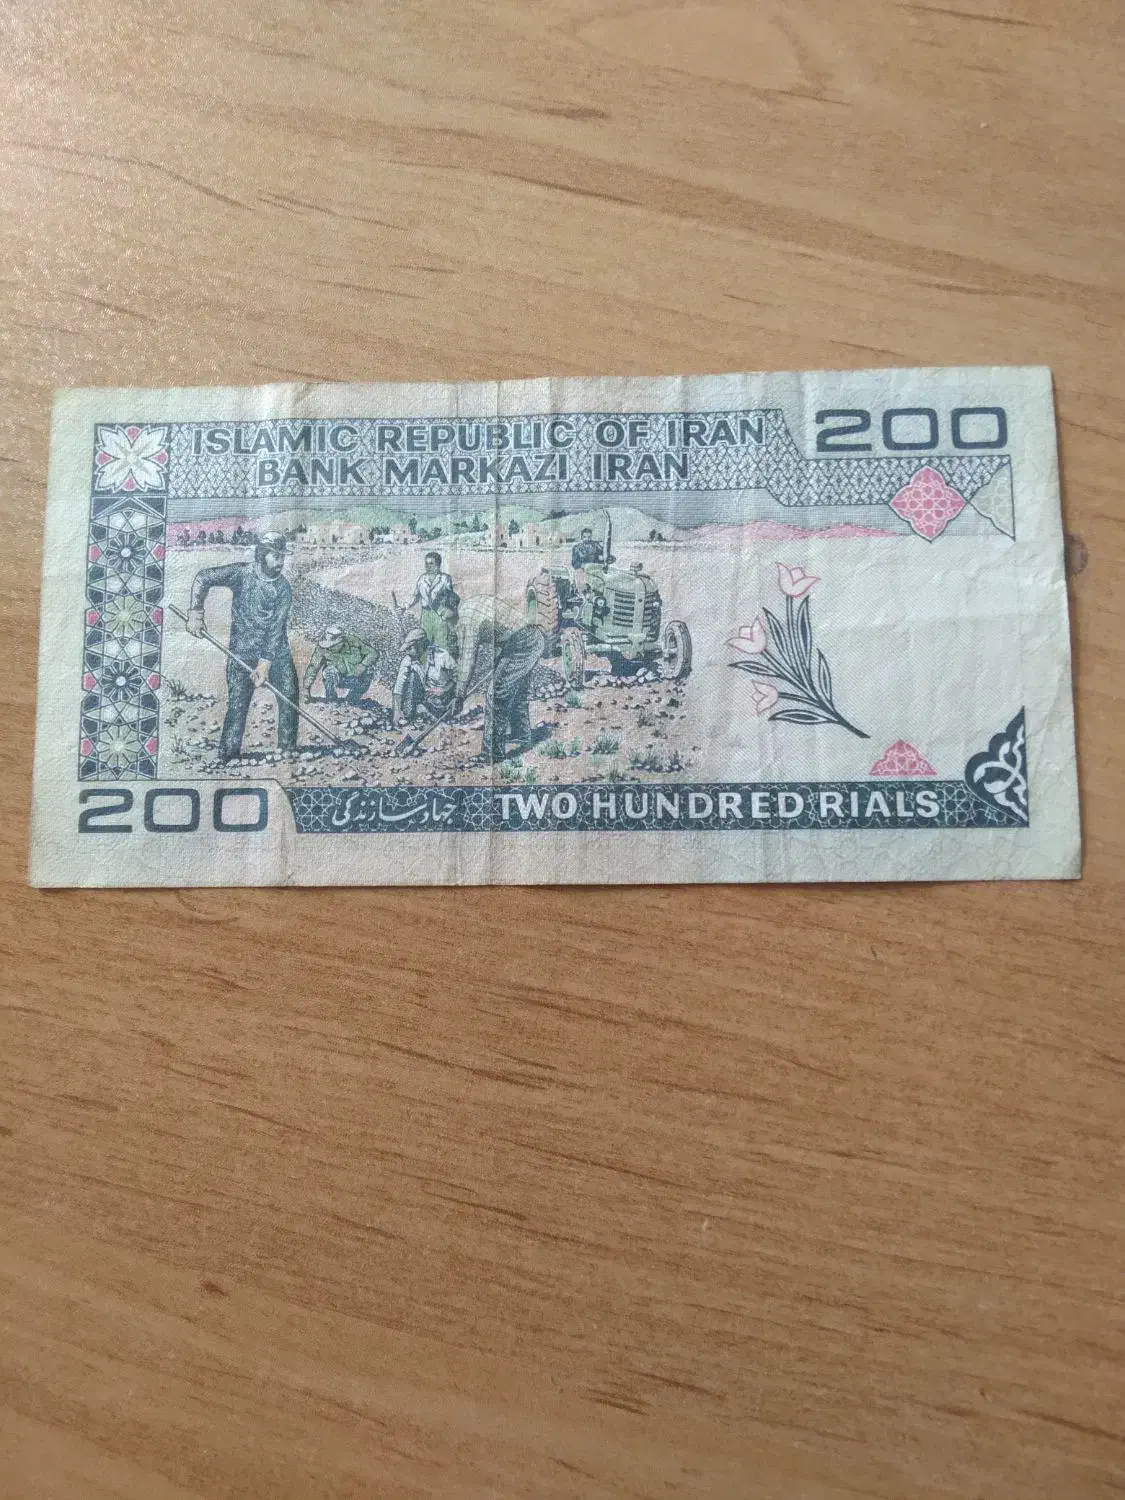 ISLAMIC REPUBLIC OF IRAN 200
BANK MARKAZI IRAN
200 جهاد سازندگی TWO HUNDRED RIALS